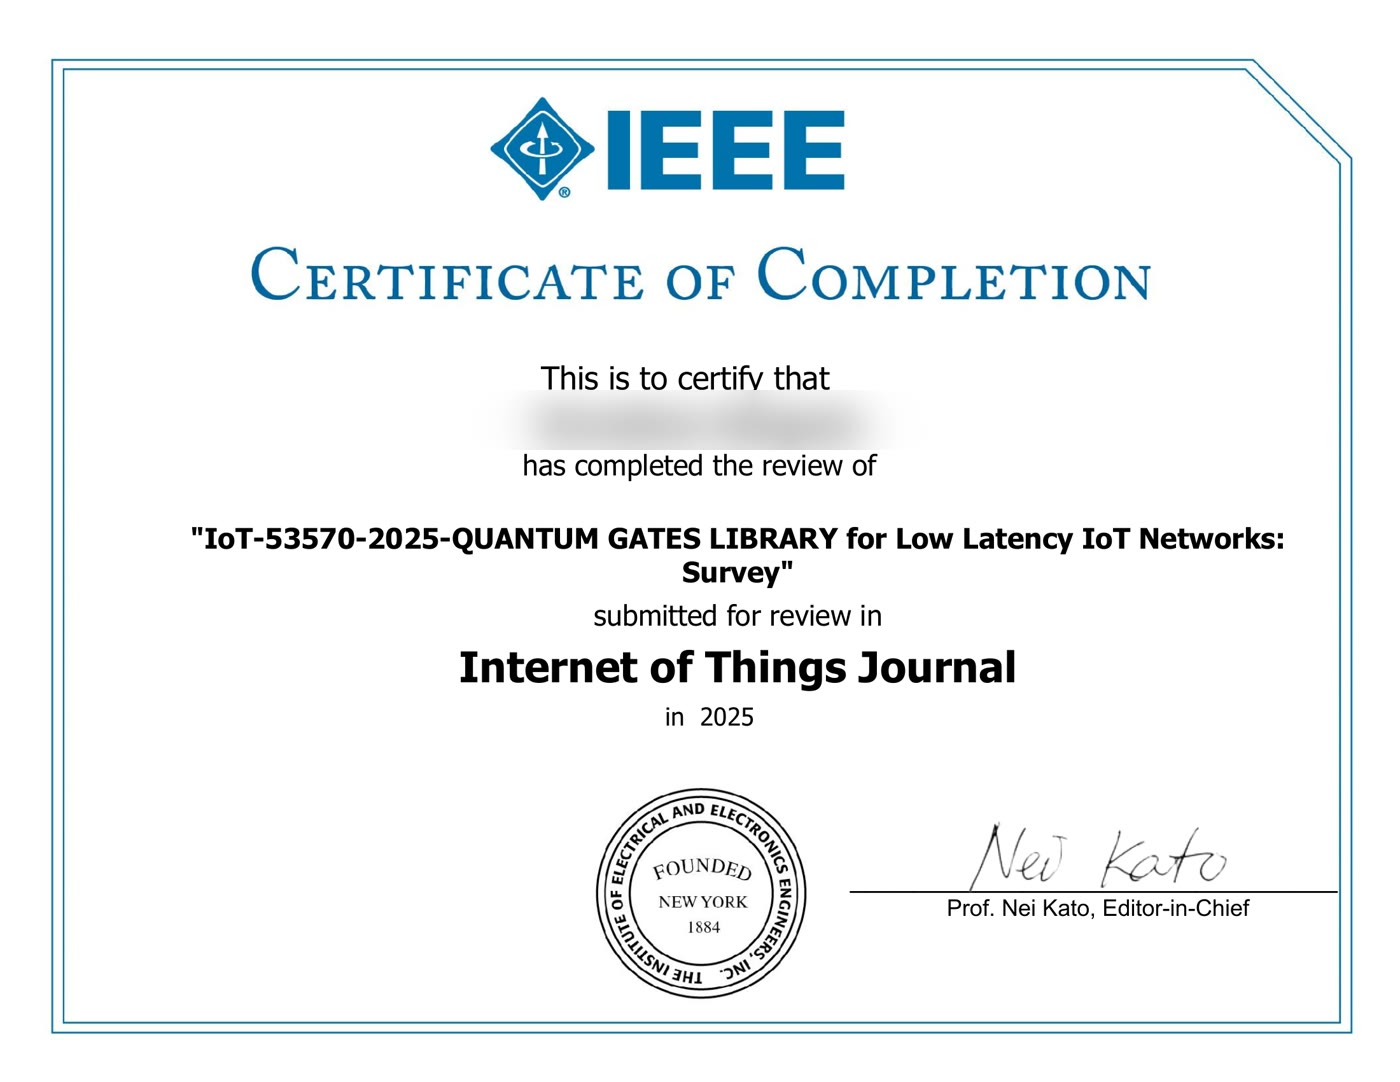 IEEE
®
CERTIFICATE OF COMPLETION
This is to certify that
has completed the review of
"IoT-53570-2025-QUANTUM GATES LIBRARY for Low Latency IoT Networks:
Survey"
submitted for review in
Internet of Things Journal
in 2025
THE INSTITUTE OF ELECTRICAL AND ELECTRONICS ENGINEERS, INC.
FOUNDED
NEW YORK
1884
Nei Kato
Prof. Nei Kato, Editor-in-Chief